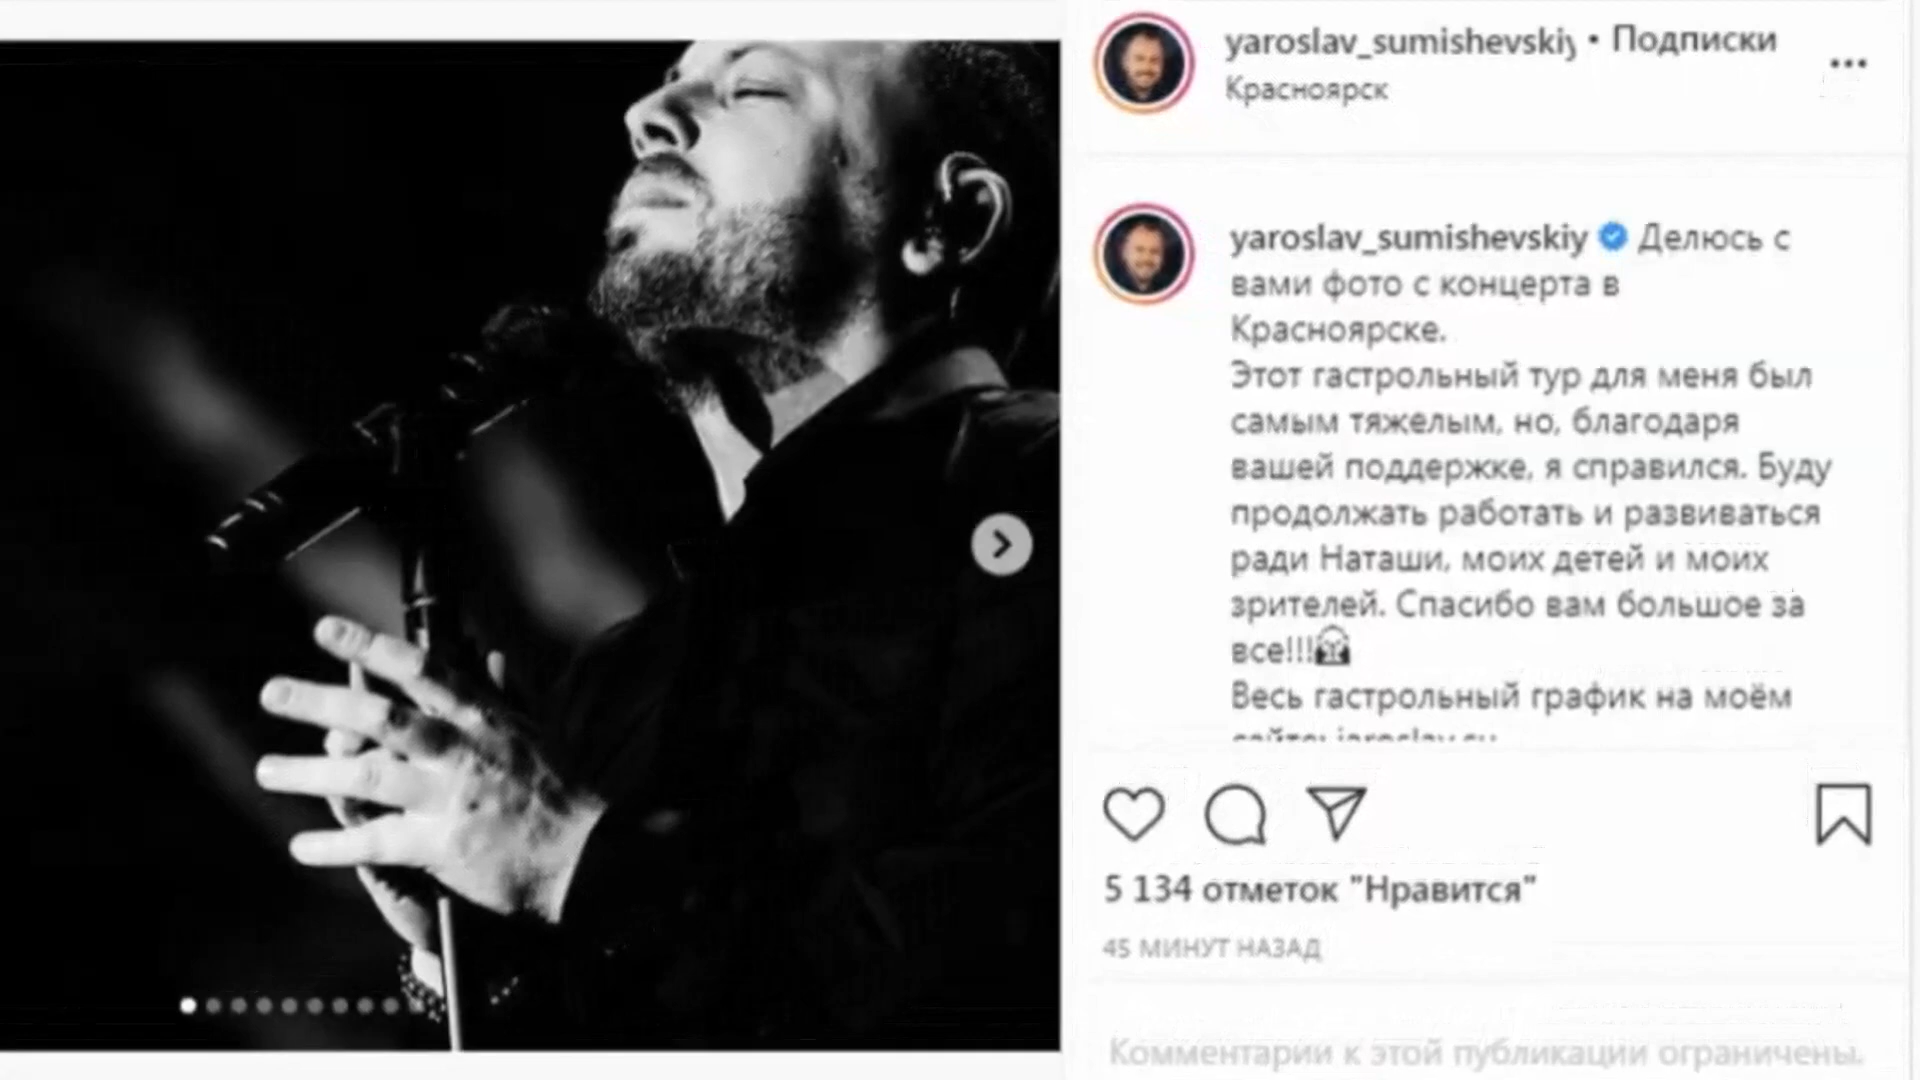 yaroslav_sumishevskiy • Подписки
Красноярск
yaroslav_sumishevskiy Делюсь с
вами фото с концерта в
Красноярске.
Этот гастрольный тур для меня был
самым тяжелым, но, благодаря
вашей поддержке, я справился. Буду
продолжать работать и развиваться
ради Наташи, моих детей и моих
зрителей. Спасибо вам большое за
все!!!
Весь гастрольный график на моём
5 134 отметок "Нравится"
45 МИНУТ НАЗАД
Комментарии к этой публикации ограничены.